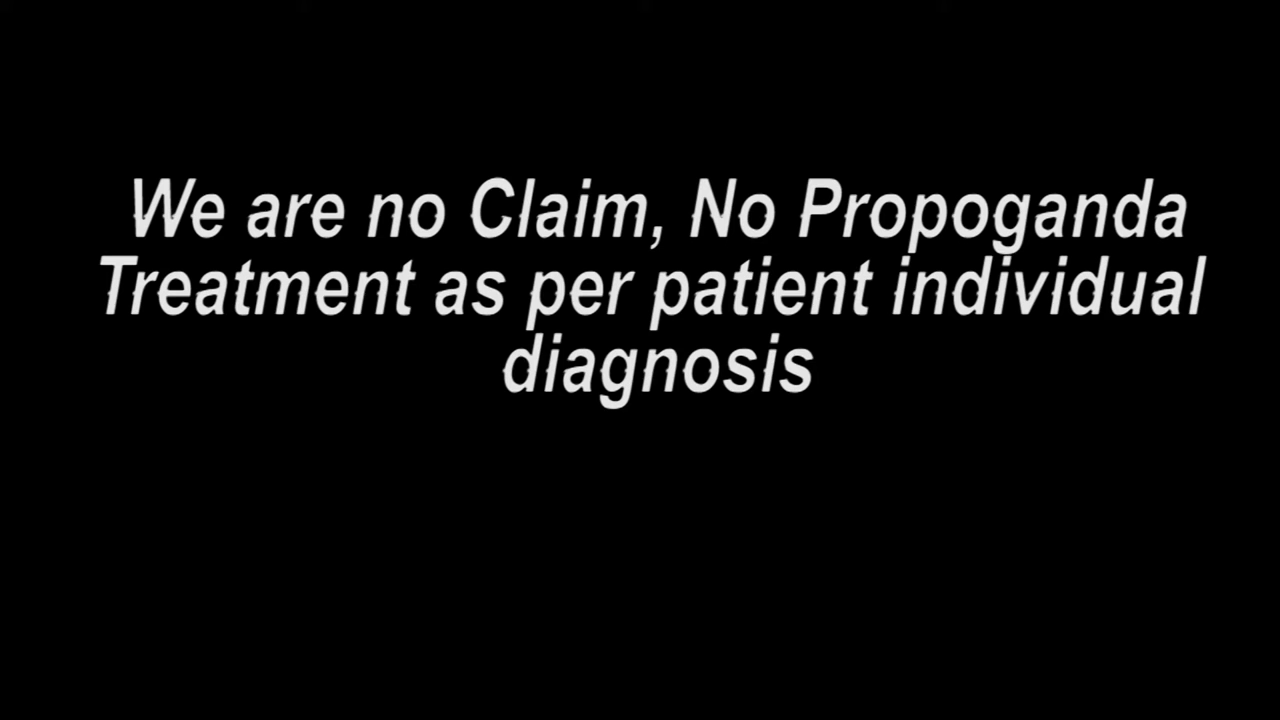 We are no Claim, No Propoganda
Treatment as per patient individual
diagnosis